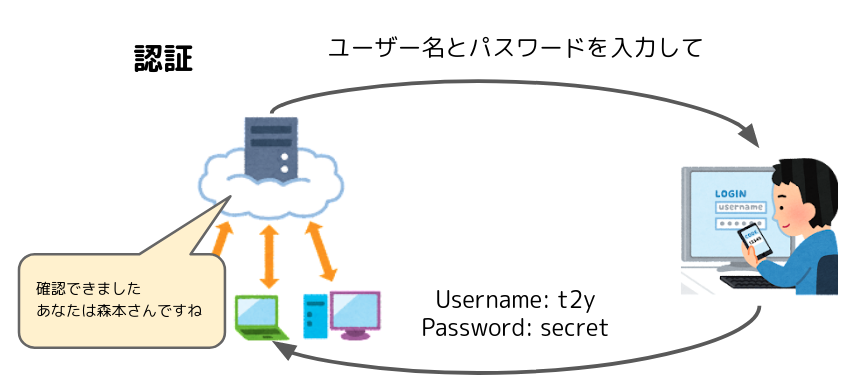 認証
ユーザー名とパスワードを入力して
LOGIN
username
CODE
確認できました
あなたは森本さんですね
Username: t2y
Password: secret